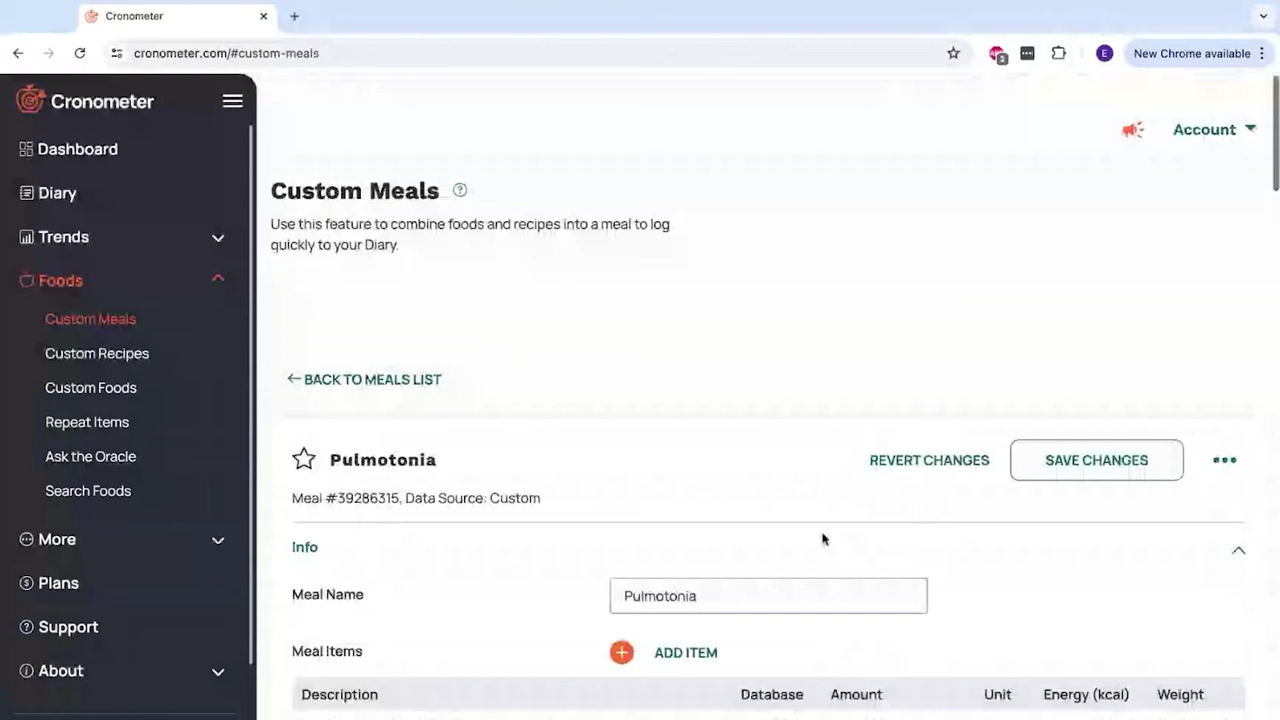 Cronometer
cronometer.com/#custom-meals
2
E
New Chrome available
Cronometer
Dashboard
Diary
Trends
Foods
Custom Meals
Custom Recipes
Custom Foods
Repeat Items
Ask the Oracle
Search Foods
More
Plans
Support
About
Account
Custom Meals ?
Use this feature to combine foods and recipes into a meal to log
quickly to your Diary.
BACK TO MEALS LIST
Pulmotonia
REVERT CHANGES
SAVE CHANGES
Meal #39286315, Data Source: Custom
Info
Meal Name
Pulmotonia
Meal Items
ADD ITEM
Description Database Amount Unit Energy (kcal) Weight